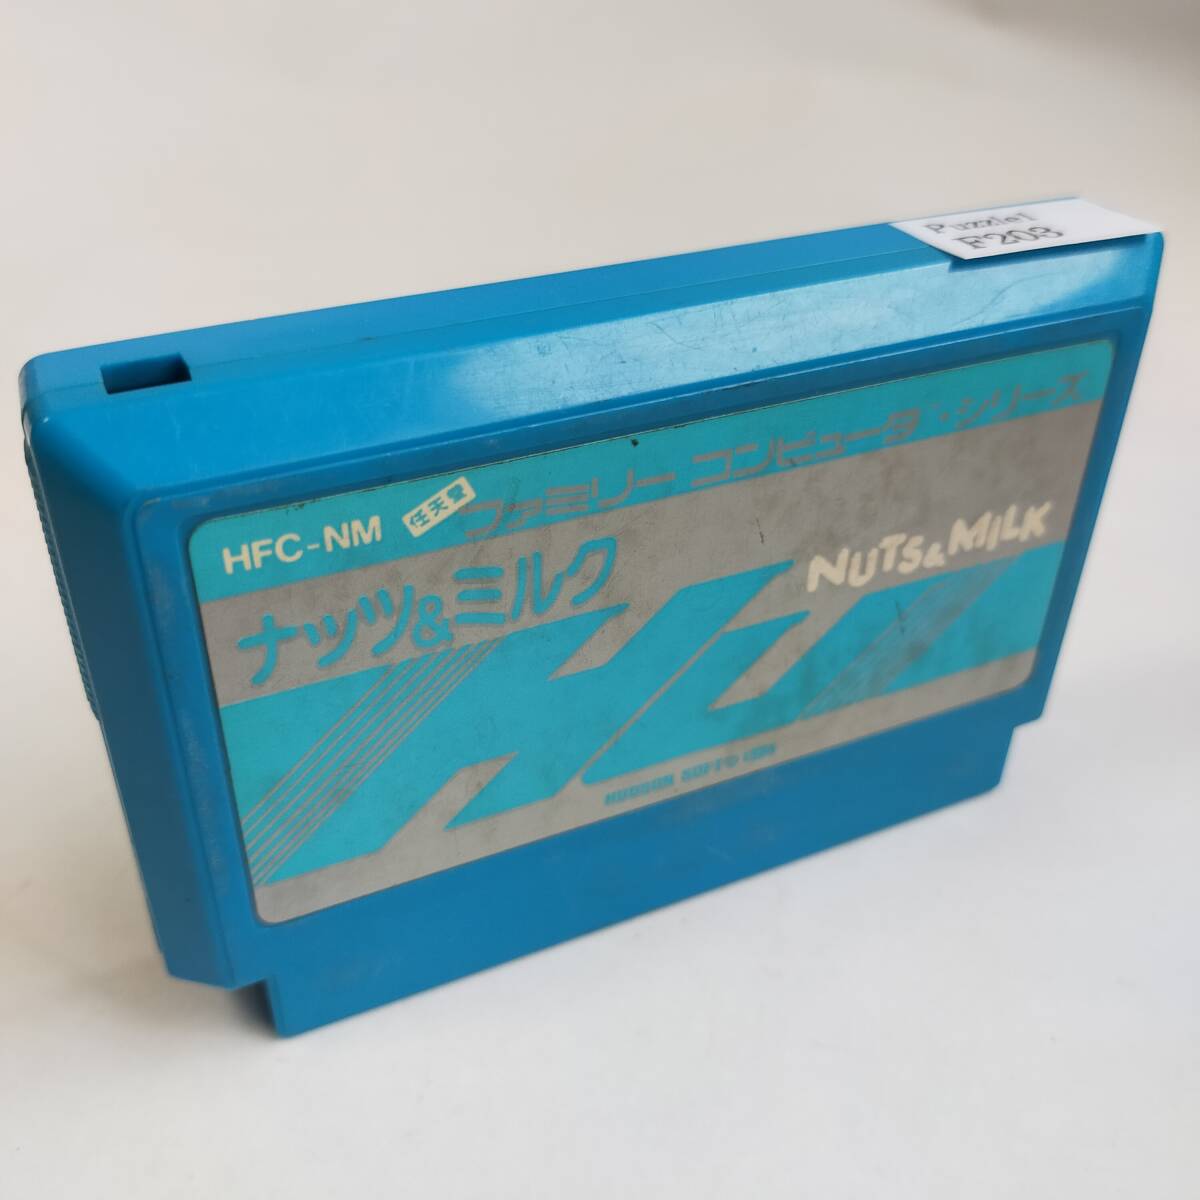 Puzzle1
F203
ファミリー コンピュータ・シリーズ
HFC-NM 任天堂
ナッツ&ミルク
NUTS&MILK
HUDSON SOFT © 1984